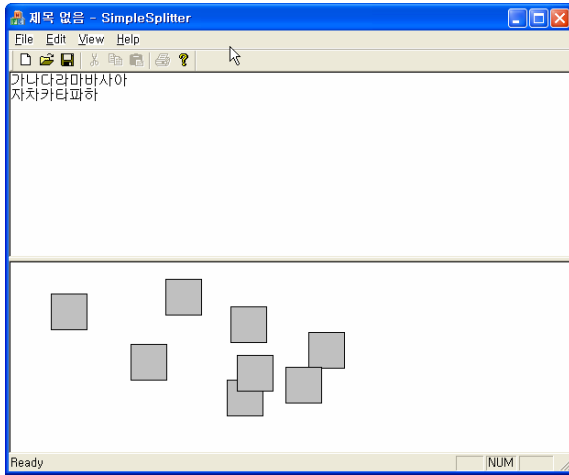 제목 없음 - SimpleSplitter
File Edit View Help
가나다라마바사아
자차카타파하
Ready NUM